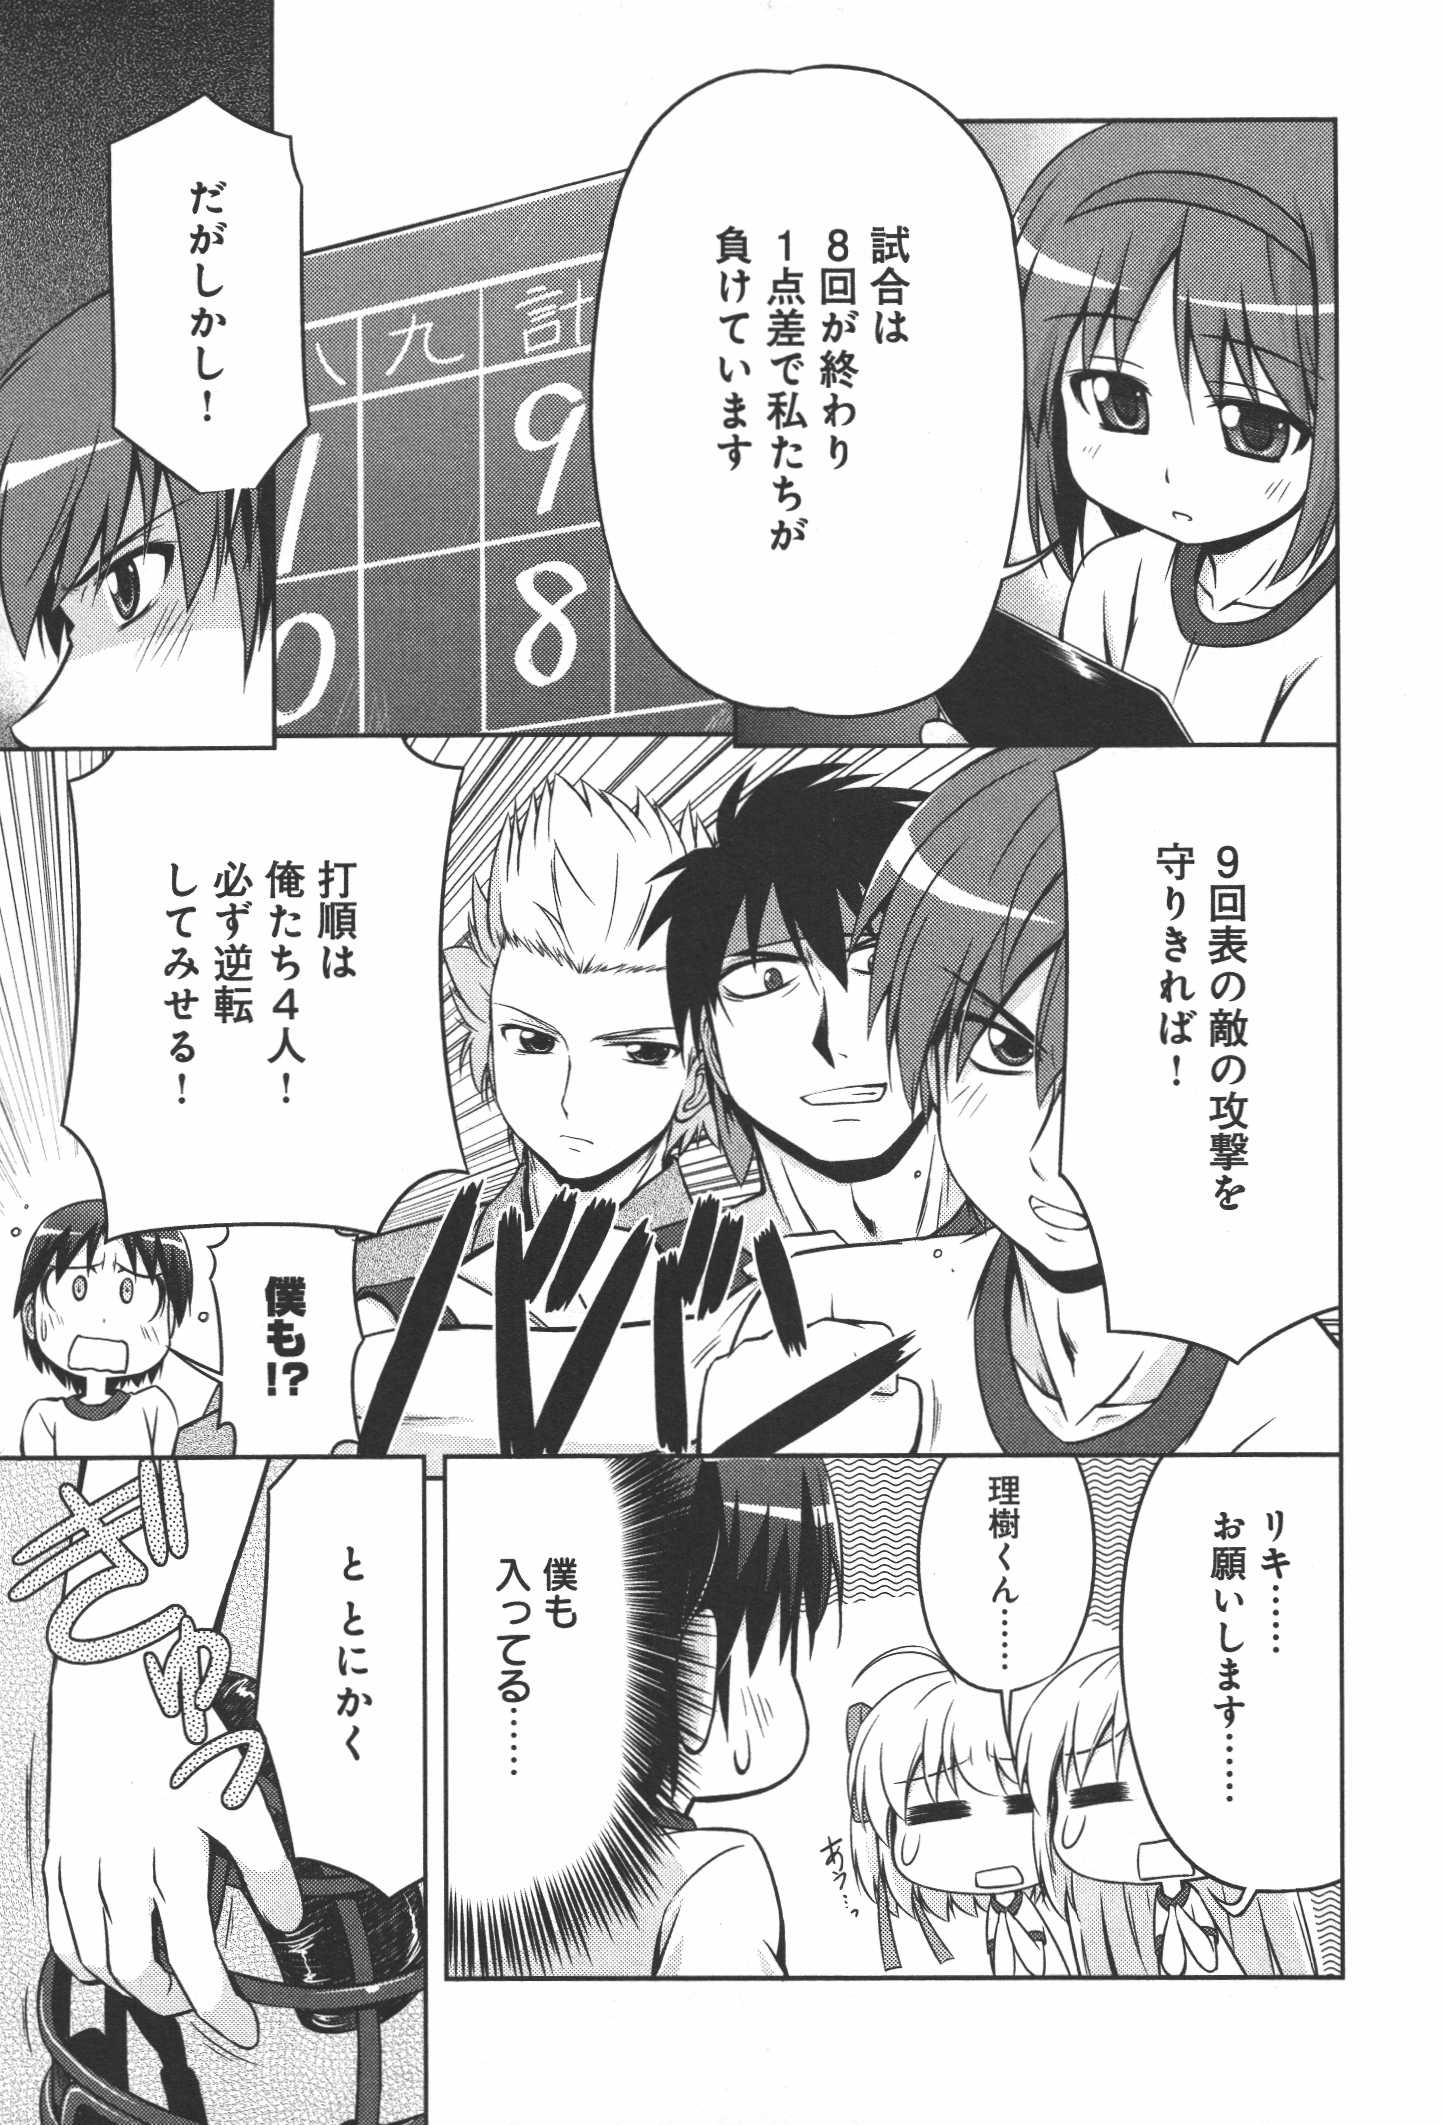 試合は
8回が終わり
1点差で私たちが
負けています
計
九
八
9
8
1
0
だがしかし!
9回表の敵の攻撃を
守りきれば!
打順は
俺たち4人!
必ず逆転
してみせる!
バババーン
僕も!?
リキ……
お願いします……
理樹くん……
あう…
僕も
入ってる……
と とにかく
ぎゅっ